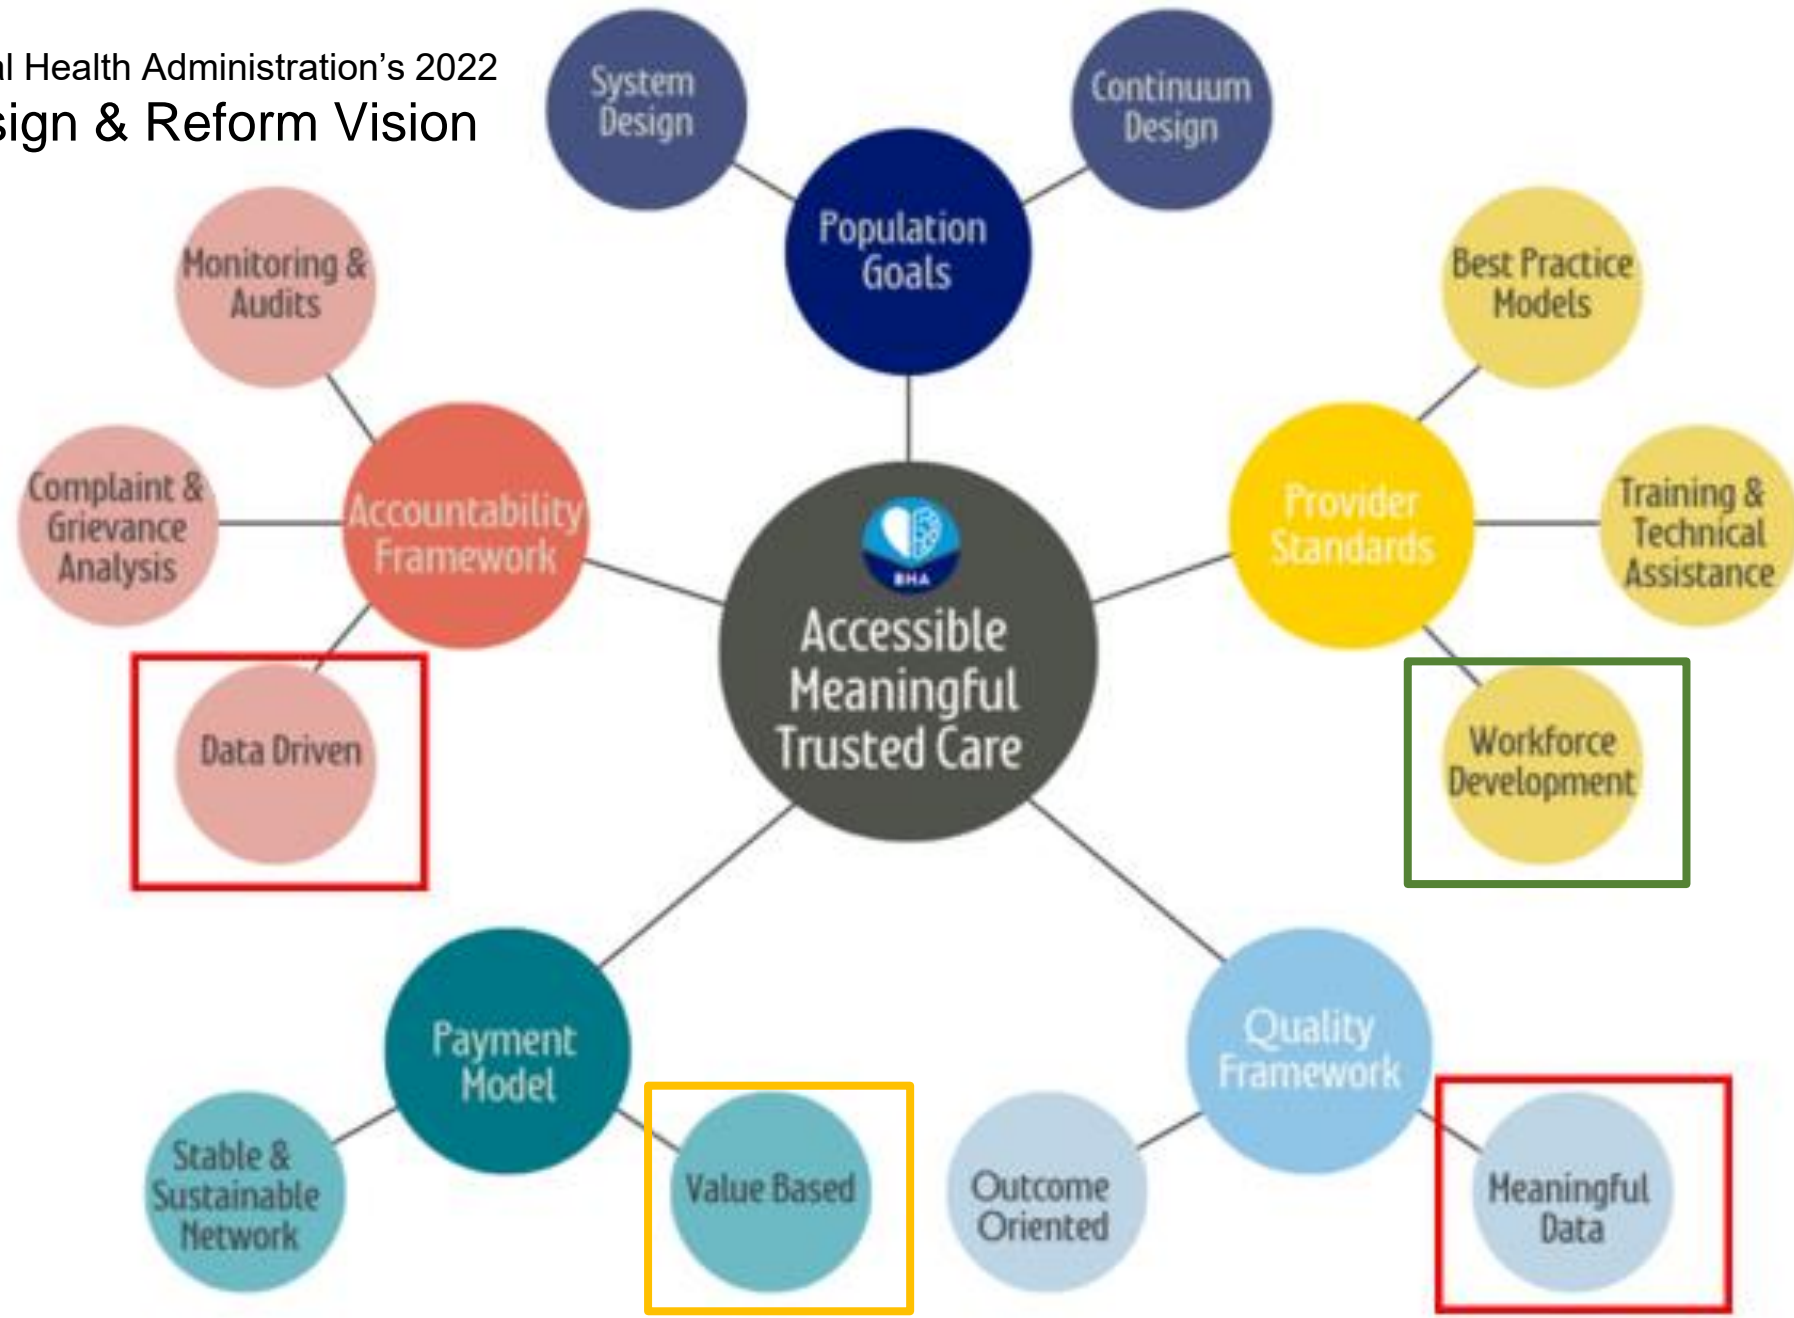 al Health Administration’s 2022
sign & Reform Vision
System
Design
Continuum
Design
Population
Goals
Monitoring &
Audits
Best Practice
Models
Complaint &
Grievance
Analysis
Accountability
Framework
Provider
Standards
Training &
Technical
Assistance
BHA
Accessible
Meaningful
Trusted Care
Data Driven
Workforce
Development
Payment
Model
Quality
Framework
Stable &
Sustainable
Network
Value Based
Outcome
Oriented
Meaningful
Data